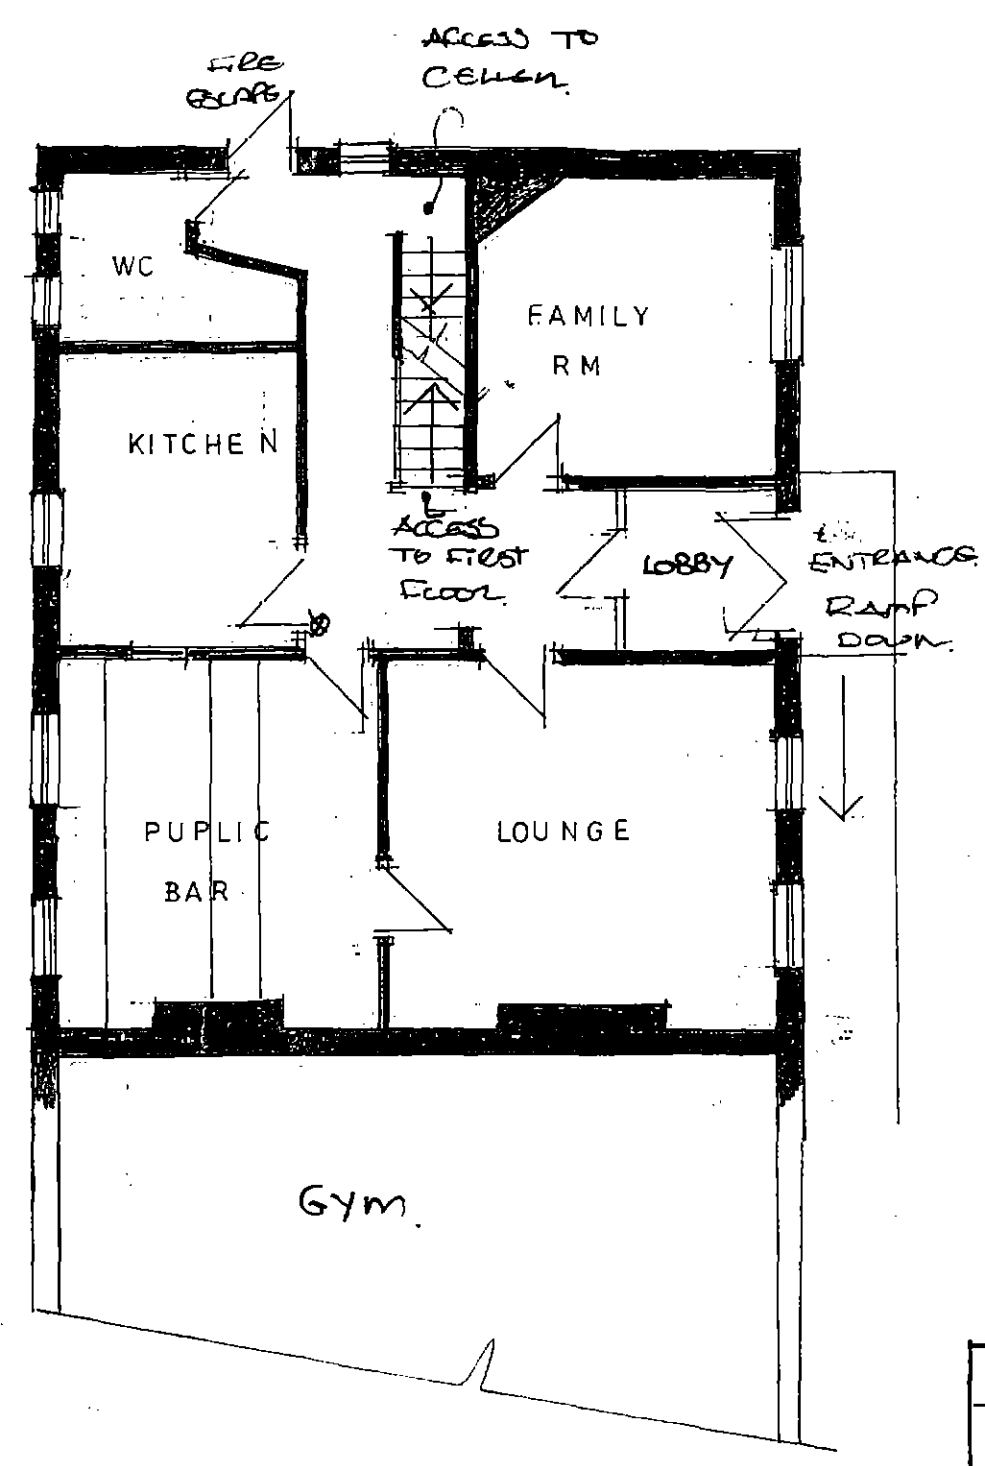 ACCESS TO
CELLER.
FIRE
ESCAPE
WC
FAMILY
RM
KITCHEN
ACCESS
TO FIRST
FLOOR.
LOBBY
ENTRANCE.
RAMP
DOWN.
PUPLIC
BAR
LOUNGE
Gym.